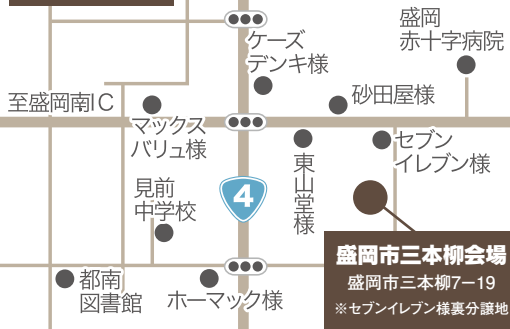 盛岡
赤十字病院
ケーズ
デンキ様
至盛岡南IC
砂田屋様
マックス
バリュ様
セブン
イレブン様
東山堂様
見前
中学校
4
盛岡市三本柳会場
盛岡市三本柳7−19
※セブンイレブン様裏分譲地
都南
図書館
ホーマック様